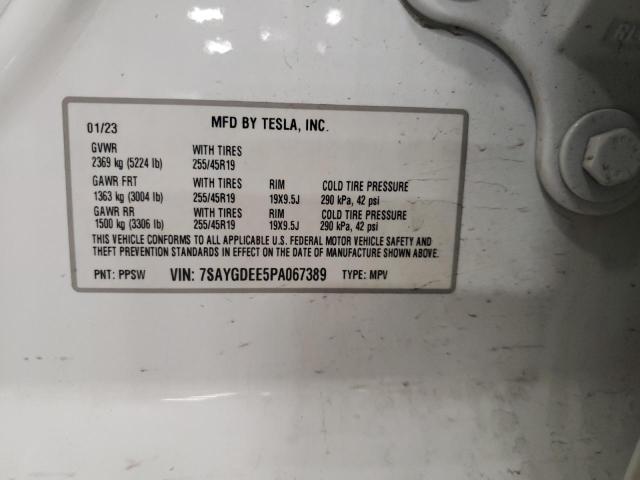 01/23 MFD BY TESLA, INC.
GVWR WITH TIRES
2369 kg (5224 lb) 255/45R19
GAWR FRT WITH TIRES RIM COLD TIRE PRESSURE
1363 kg (3004 lb) 255/45R19 19X9.5J 290 kPa, 42 psi
GAWR RR WITH TIRES RIM COLD TIRE PRESSURE
1500 kg (3306 lb) 255/45R19 19X9.5J 290 kPa, 42 psi
THIS VEHICLE CONFORMS TO ALL APPLICABLE U.S. FEDERAL MOTOR VEHICLE SAFETY AND
THEFT PREVENTION STANDARDS IN EFFECT ON THE DATE OF MANUFACTURE SHOWN ABOVE.
PNT: PPSW VIN: 7SAYGDEE5PA067389 TYPE: MPV